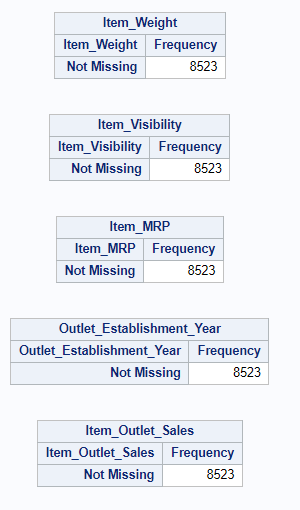 Item_Weight
Item_Weight Frequency
Not Missing 8523
Item_Visibility
Item_Visibility Frequency
Not Missing 8523
Item_MRP
Item_MRP Frequency
Not Missing 8523
Outlet_Establishment_Year
Outlet_Establishment_Year Frequency
Not Missing 8523
Item_Outlet_Sales
Item_Outlet_Sales Frequency
Not Missing 8523